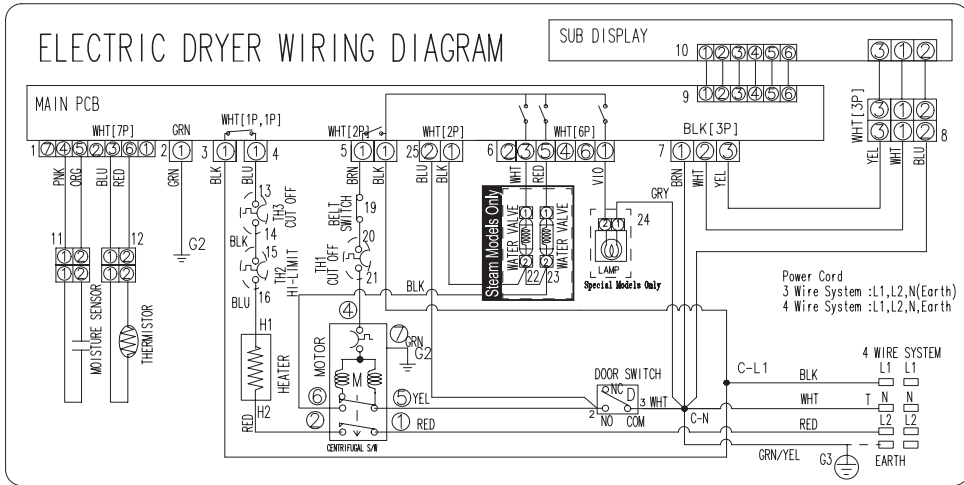 ELECTRIC DRYER WIRING DIAGRAM
SUB DISPLAY
10 1 2 3 4 5 6
3 1 2
9 1 2 3 4 5 6
WHT[3P]
3 1 2
3 1 2 8
MAIN PCB
WHT[7P] GRN WHT[1P,1P] WHT[2P] WHT[2P] WHT[6P] BLK[3P]
1 7 4 5 2 3 6 1
2 1
3 1
1 4
5 1 1
25 2 1
6 2 3 5 4 6 1
7 1 2 3
PNK ORG BLU RED GRN BLK BLU BRN BLK BLU BLK WHT RED VIO GRY BRN WHT YEL YEL WHT BLU
G2
13
TH3
CUT OFF
14
BLK
15
TH2
HI-LIMIT
16
BLU
BELT
SWITCH
19
20
TH1
CUT OFF
21
BLK
Steam Models Only
1 1
WATER VALVE
WATER VALVE
2 2
22 23
24
2 1
LAMP
Special Models Only
11 1 2 1 2 12
1 2 1 2
MOISTURE SENSOR
THERMISTOR
Power Cord
3 Wire System :L1,L2,N(Earth)
4 Wire System :L1,L2,N,Earth
H1
HEATER
H2
RED
4
7
GRN
G2
MOTOR
M
6
5 YEL
2
1 RED
CENTRIFUGAL S/W
DOOR SWITCH
NC D
2 3 WHT
NO COM
C-L1
C-N
4 WIRE SYSTEM
L1 L1
BLK
WHT T N N
RED L2 L2
GRN/YEL G3 EARTH